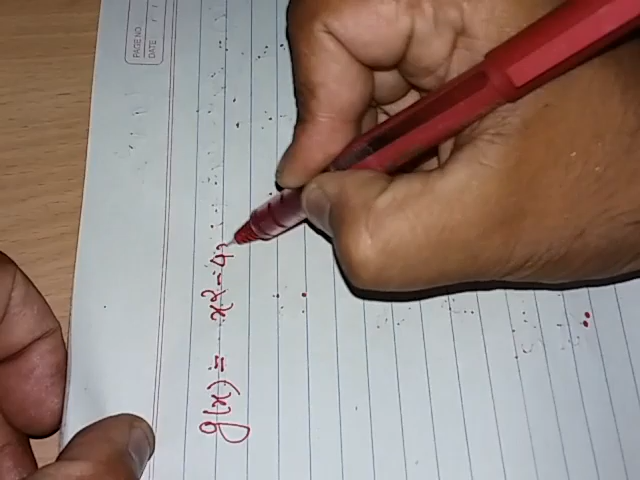 PAGE NO.
DATE / /
g(x) = x²-4